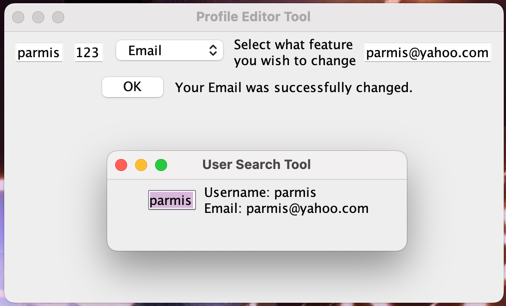 Profile Editor Tool
parmis 123 Email Select what feature
you wish to change parmis@yahoo.com
OK Your Email was successfully changed.
User Search Tool
parmis Username: parmis
Email: parmis@yahoo.com